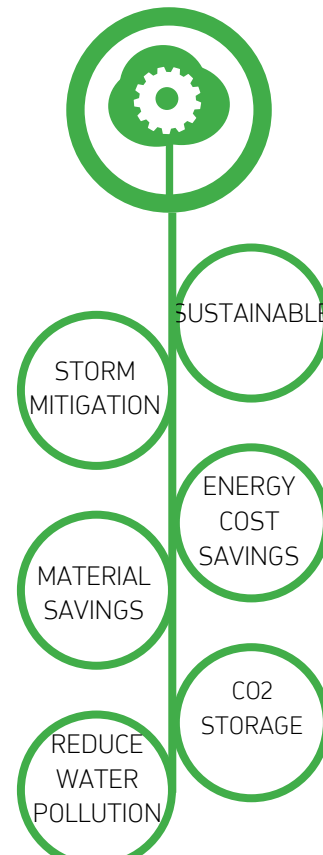 SUSTAINABLE
STORM
MITIGATION
ENERGY
COST
SAVINGS
MATERIAL
SAVINGS
CO2
STORAGE
REDUCE
WATER
POLLUTION